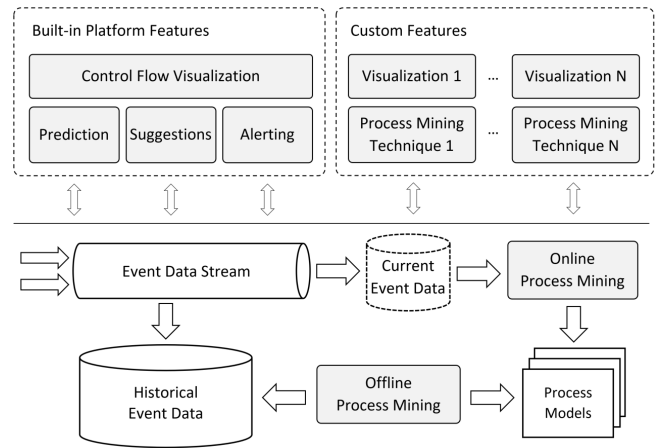 Built-in Platform Features
Control Flow Visualization
Prediction
Suggestions
Alerting
Custom Features
Visualization 1
...
Visualization N
Process Mining
Technique 1
...
Process Mining
Technique N
Event Data Stream
Current
Event Data
Online
Process Mining
Historical
Event Data
Offline
Process Mining
Process
Models